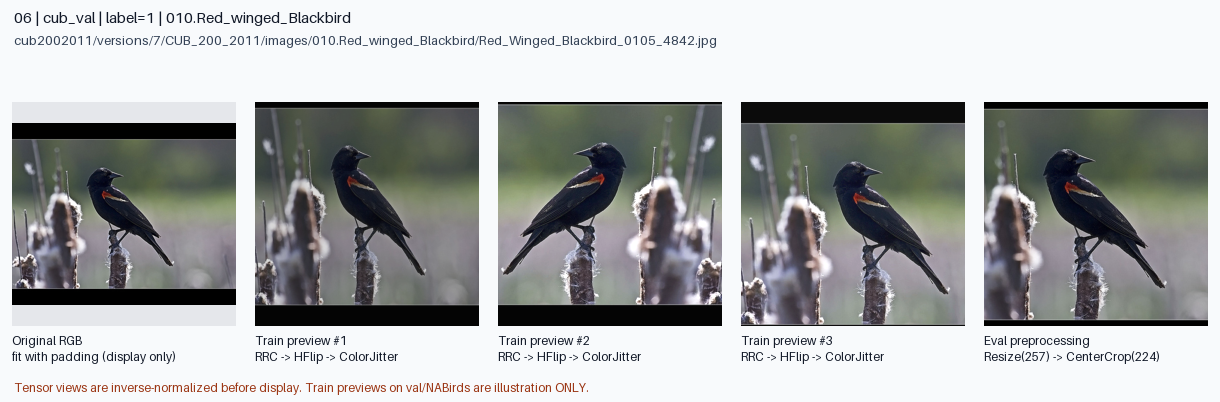 06 | cub_val | label=1 | 010.Red_winged_Blackbird
cub2002011/versions/7/CUB_200_2011/images/010.Red_winged_Blackbird/Red_Winged_Blackbird_0105_4842.jpg
Original RGB
fit with padding (display only)
Train preview #1
RRC -> HFlip -> ColorJitter
Train preview #2
RRC -> HFlip -> ColorJitter
Train preview #3
RRC -> HFlip -> ColorJitter
Eval preprocessing
Resize(257) -> CenterCrop(224)
Tensor views are inverse-normalized before display. Train previews on val/NABirds are illustration ONLY.